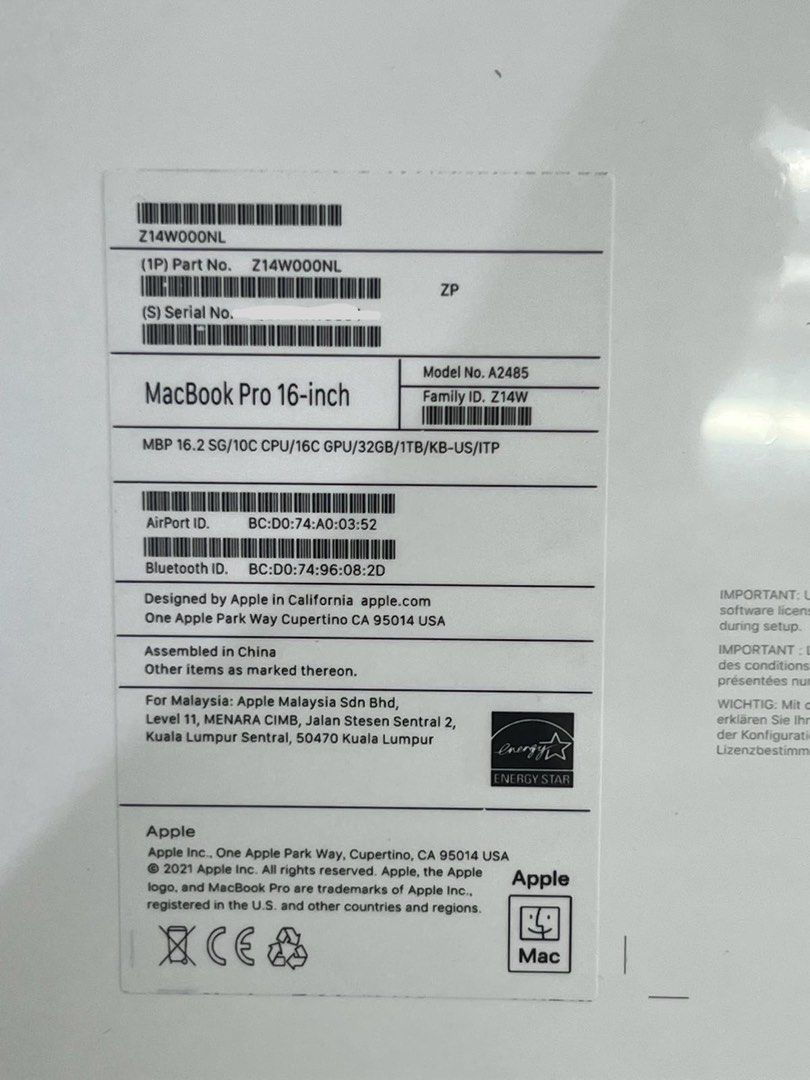 Z14W000NL
(1P) Part No. Z14W000NL
ZP
(S) Serial No.
MacBook Pro 16-inch
Model No. A2485
Family ID. Z14W
MBP 16.2 SG/10C CPU/16C GPU/32GB/1TB/KB-US/ITP
AirPort ID. BC:D0:74:A0:03:52
Bluetooth ID. BC:D0:74:96:08:2D
Designed by Apple in California apple.com
One Apple Park Way Cupertino CA 95014 USA
Assembled in China
Other items as marked thereon.
For Malaysia: Apple Malaysia Sdn Bhd,
Level 11, MENARA CIMB, Jalan Stesen Sentral 2,
Kuala Lumpur Sentral, 50470 Kuala Lumpur
energy
ENERGY STAR
Apple
Apple Inc., One Apple Park Way, Cupertino, CA 95014 USA
© 2021 Apple Inc. All rights reserved. Apple, the Apple
logo, and MacBook Pro are trademarks of Apple Inc.,
registered in the U.S. and other countries and regions.
CE
Apple
Mac
IMPORTANT:
software
during setup.
IMPORTANT :
des conditions
présentées
WICHTIG: Mit
erklären Sie
der